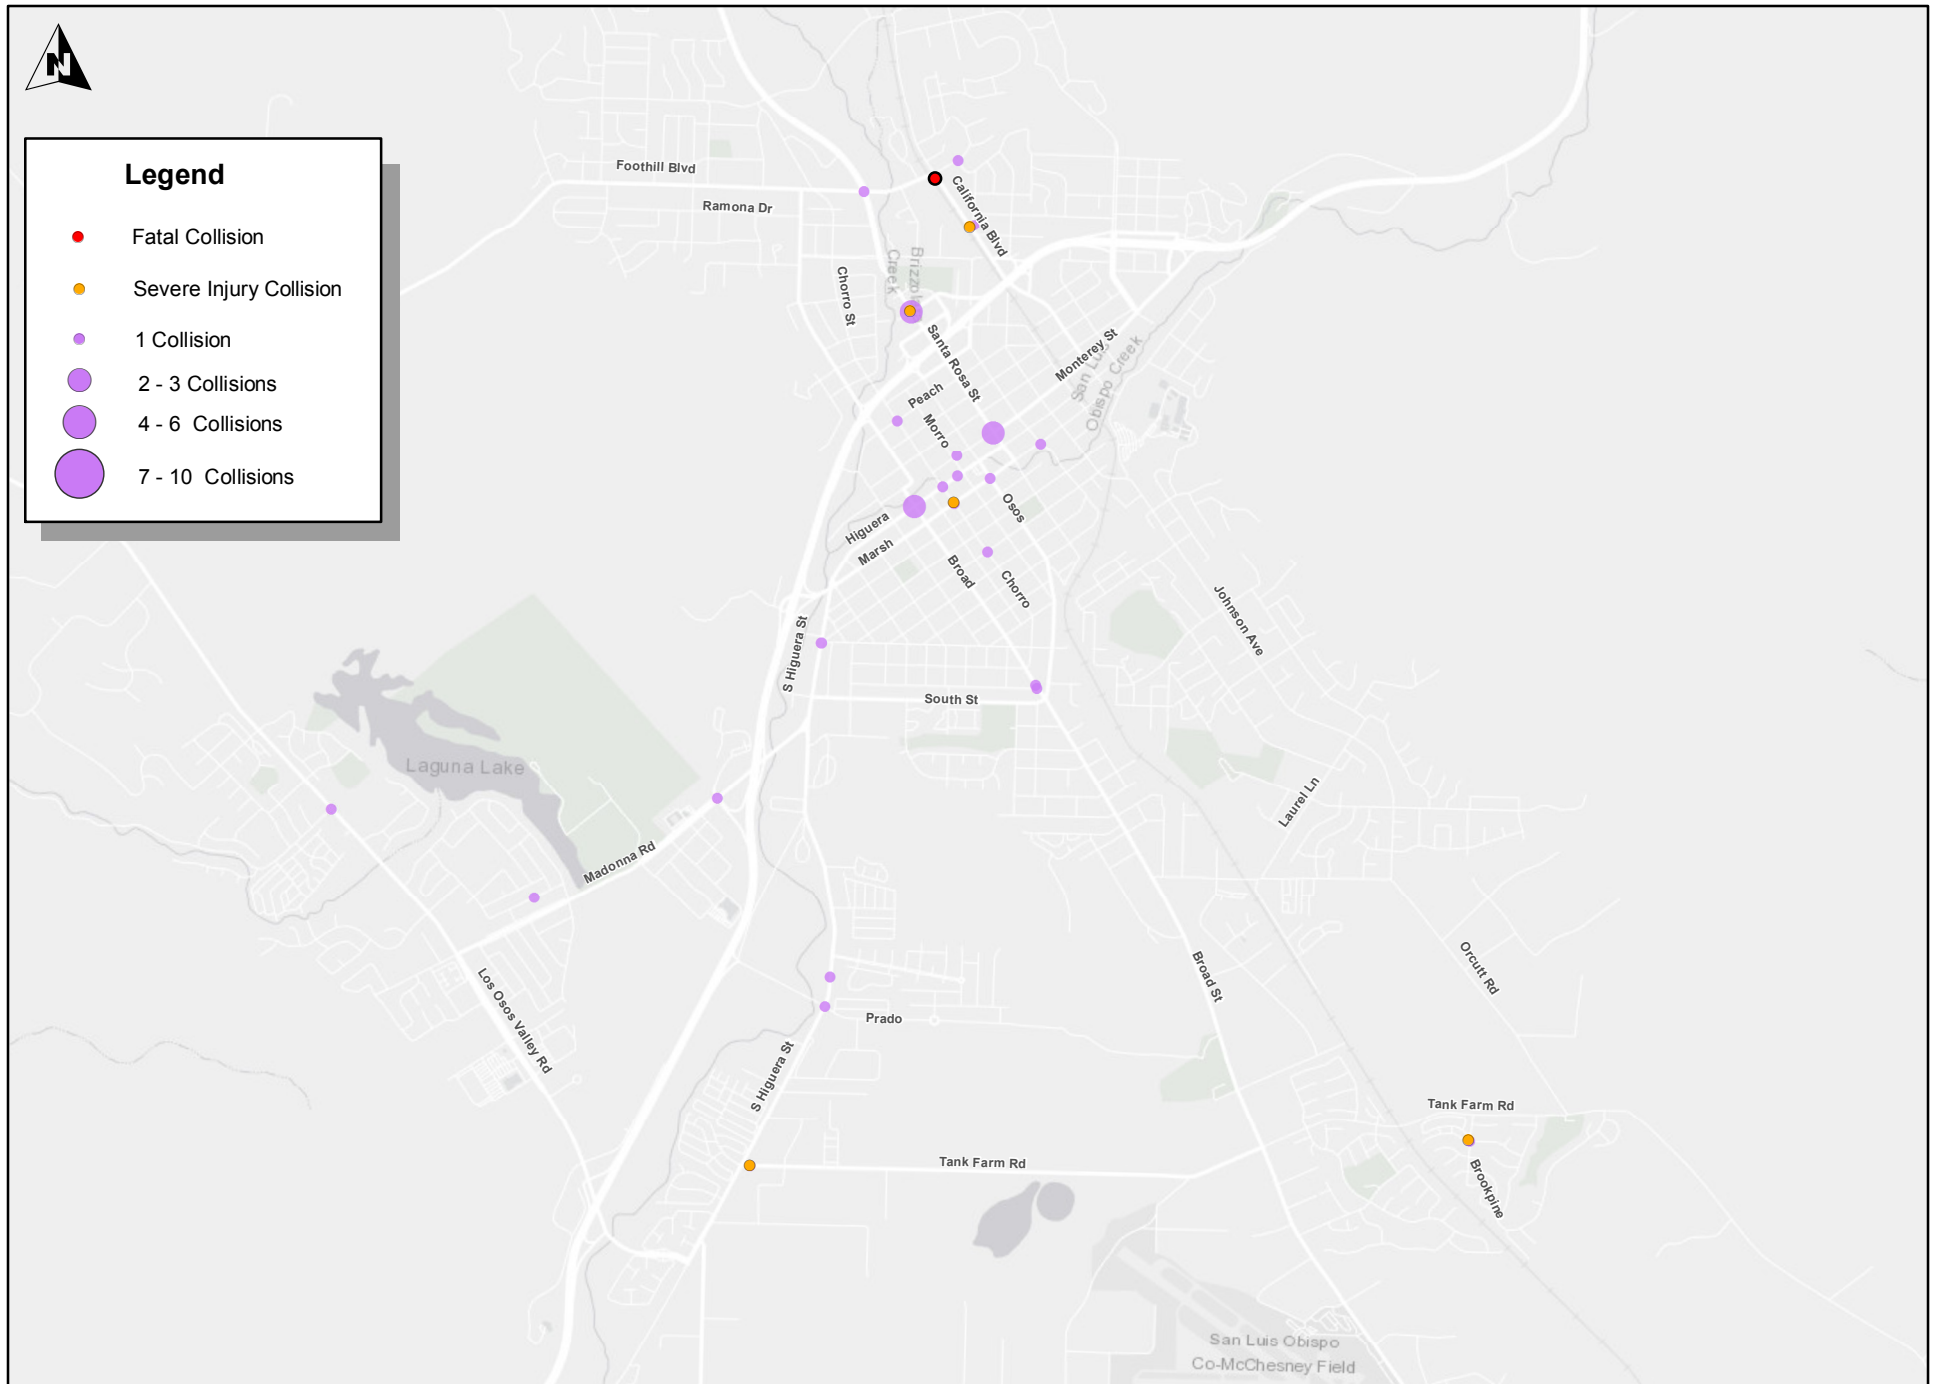 N
Legend
Fatal Collision
Severe Injury Collision
1 Collision
2 - 3 Collisions
4 - 6  Collisions
7 - 10  Collisions
Foothill Blvd
Ramona Dr
California Blvd
Chorro St
Creek
Santa Rosa St
Monterey St
San Luis
Obispo Creek
Peach
Morro
Osos
Higuera
Marsh
Broad
Chorro
Johnson Ave
S Higuera St
South St
Laguna Lake
Laurel Ln
Madonna Rd
Los Osos Valley Rd
Broad St
Orcutt Rd
Prado
S Higuera St
Tank Farm Rd
Tank Farm Rd
Brookpine
San Luis Obispo
Co-McChesney Field